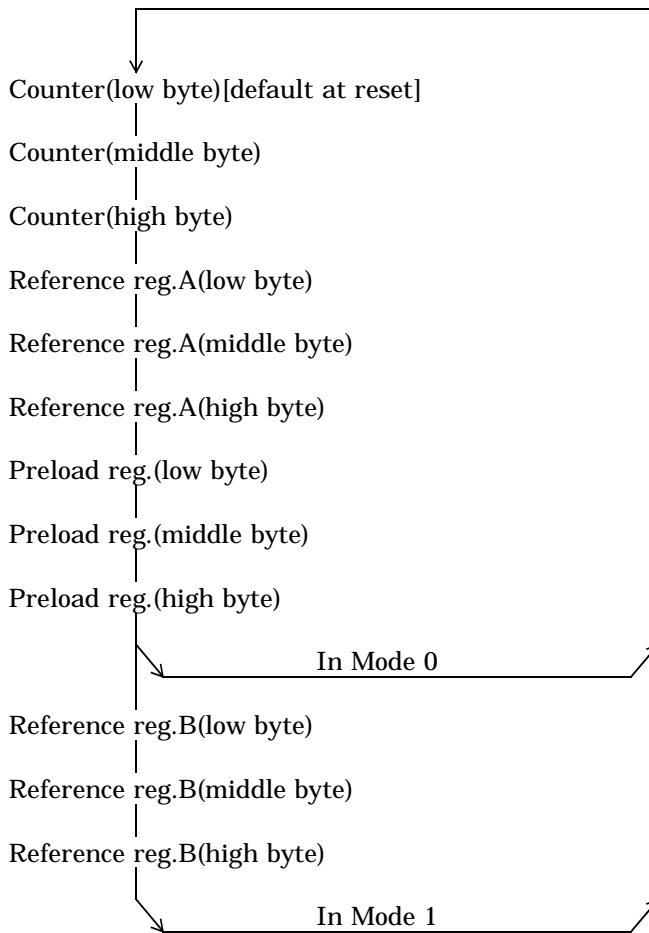 Counter(low byte)[default at reset]
Counter(middle byte)
Counter(high byte)
Reference reg.A(low byte)
Reference reg.A(middle byte)
Reference reg.A(high byte)
Preload reg.(low byte)
Preload reg.(middle byte)
Preload reg.(high byte)
In Mode 0
Reference reg.B(low byte)
Reference reg.B(middle byte)
Reference reg.B(high byte)
In Mode 1